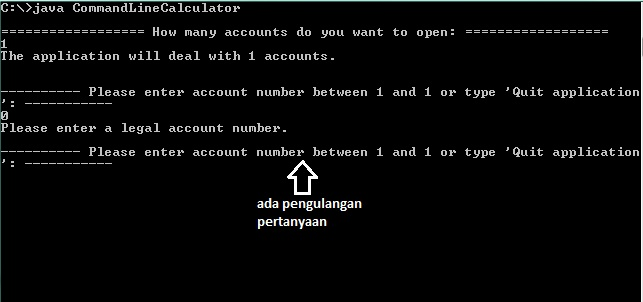 C:\>java CommandLineCalculator
================== How many accounts do you want to open: ==================
1
The application will deal with 1 accounts.
---------- Please enter account number between 1 and 1 or type 'Quit application
': -----------
0
Please enter a legal account number.
---------- Please enter account number between 1 and 1 or type 'Quit application
': -----------
ada pengulangan
pertanyaan